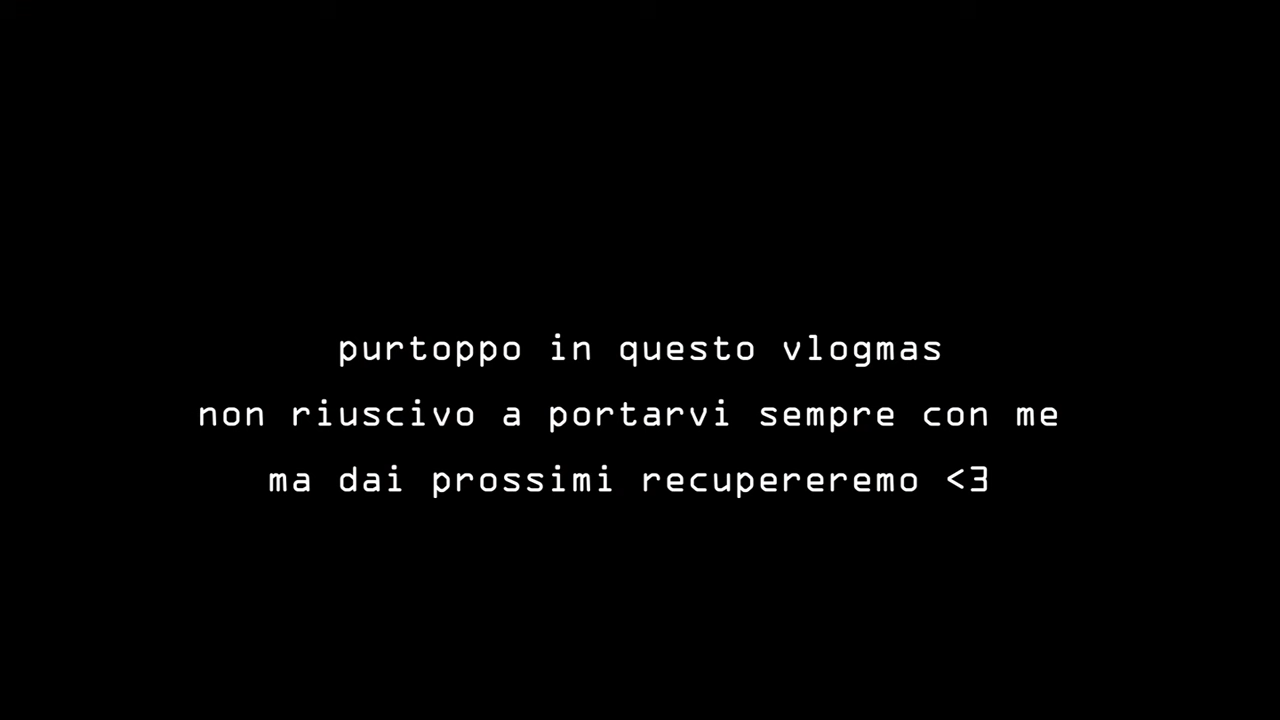 purtoppo in questo vlogmas
non riuscivo a portarvi sempre con me
ma dai prossimi recupereremo <3